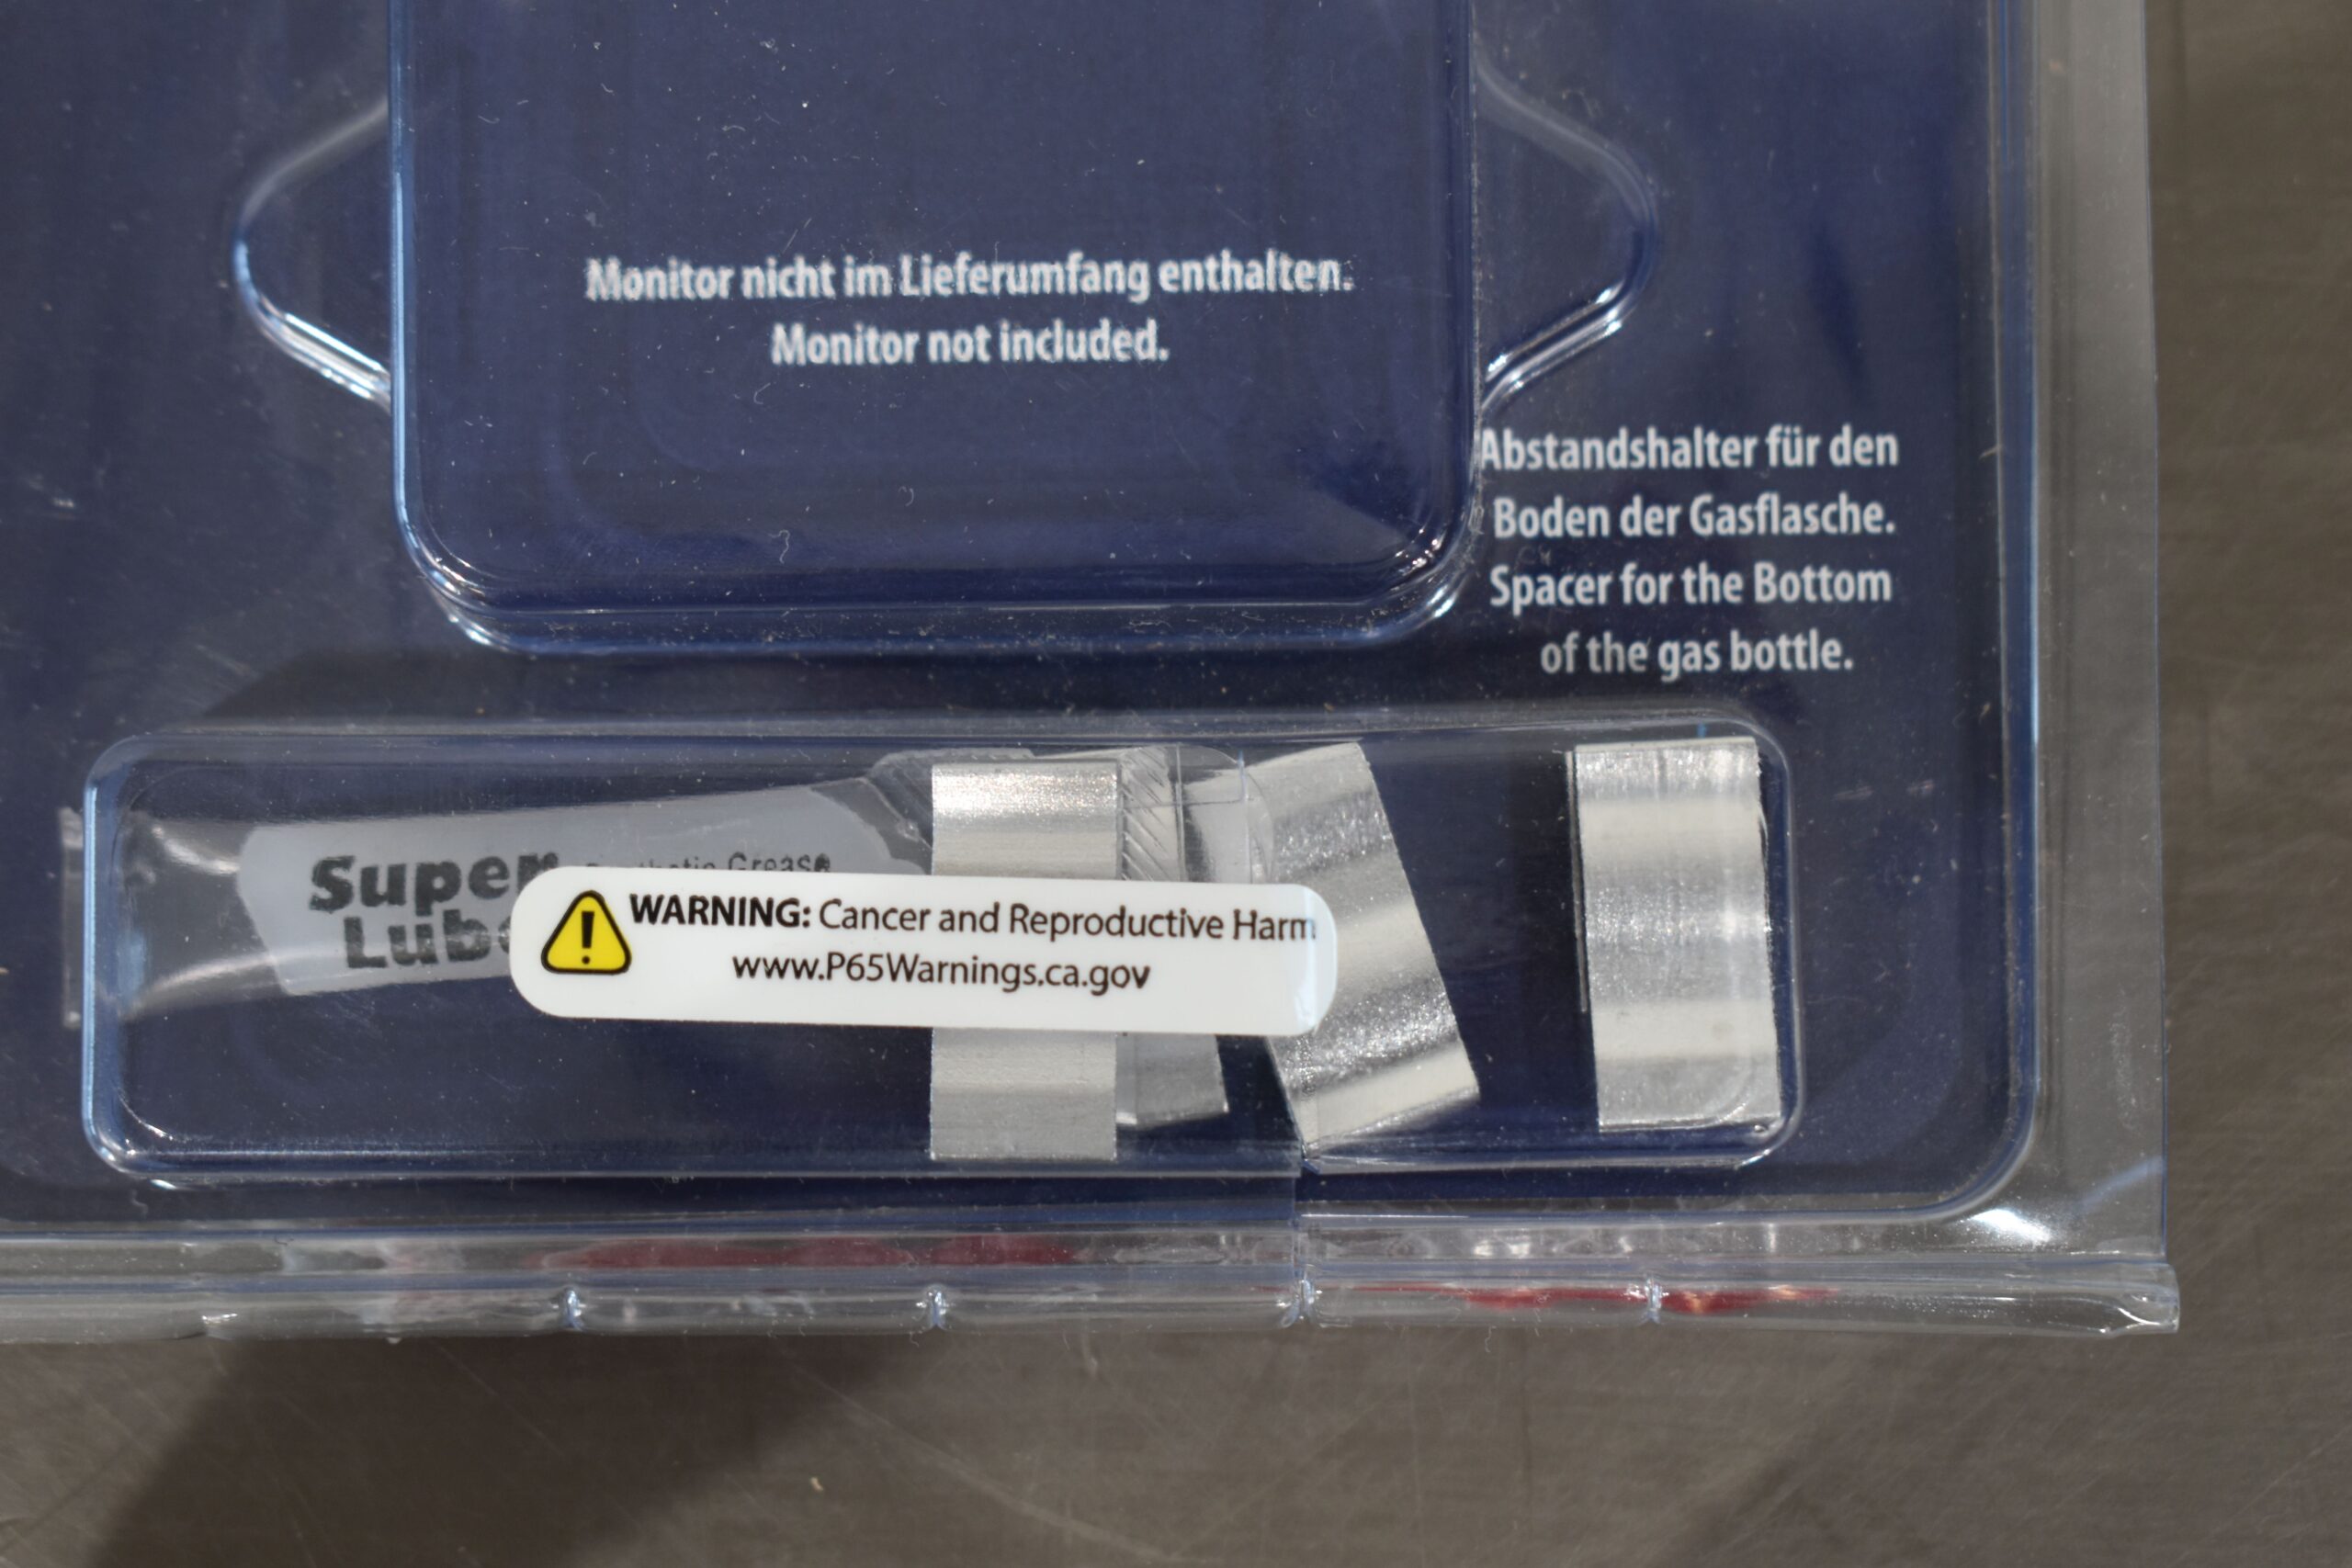 Monitor nicht im Lieferumfang enthalten.
Monitor not included.
Abstandshalter für den
Boden der Gasflasche.
Spacer for the Bottom
of the gas bottle.
Super
Lube
Grease
WARNING: Cancer and Reproductive Harm
www.P65Warnings.ca.gov